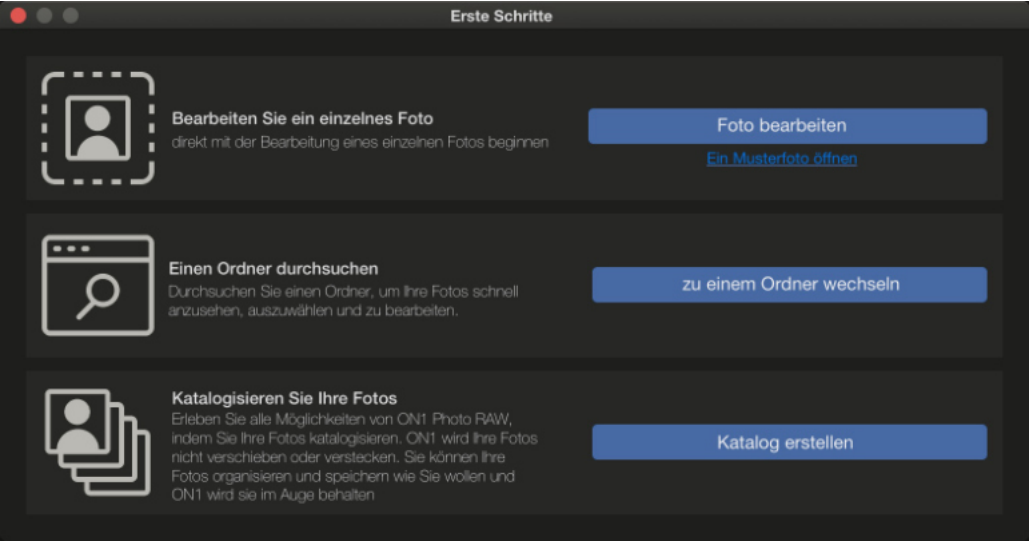 Erste Schritte
Bearbeiten Sie ein einzelnes Foto
direkt mit der Bearbeitung eines einzelnen Fotos beginnen
Foto bearbeiten
Ein Musterfoto öffnen
Einen Ordner durchsuchen
Durchsuchen Sie einen Ordner, um Ihre Fotos schnell
anzusehen, auszuwählen und zu bearbeiten.
zu einem Ordner wechseln
Katalogisieren Sie Ihre Fotos
Erleben Sie alle Möglichkeiten von ON1 Photo RAW,
indem Sie Ihre Fotos katalogisieren. ON1 wird Ihre Fotos
nicht verschieben oder verstecken. Sie können Ihre
Fotos organisieren und speichern wie Sie wollen und
ON1 wird sie im Auge behalten
Katalog erstellen